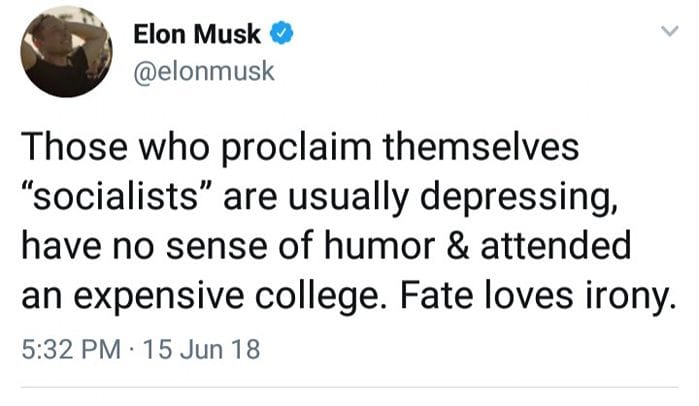 Elon Musk
@elonmusk
Those who proclaim themselves
“socialists” are usually depressing,
have no sense of humor & attended
an expensive college. Fate loves irony.
5:32 PM · 15 Jun 18